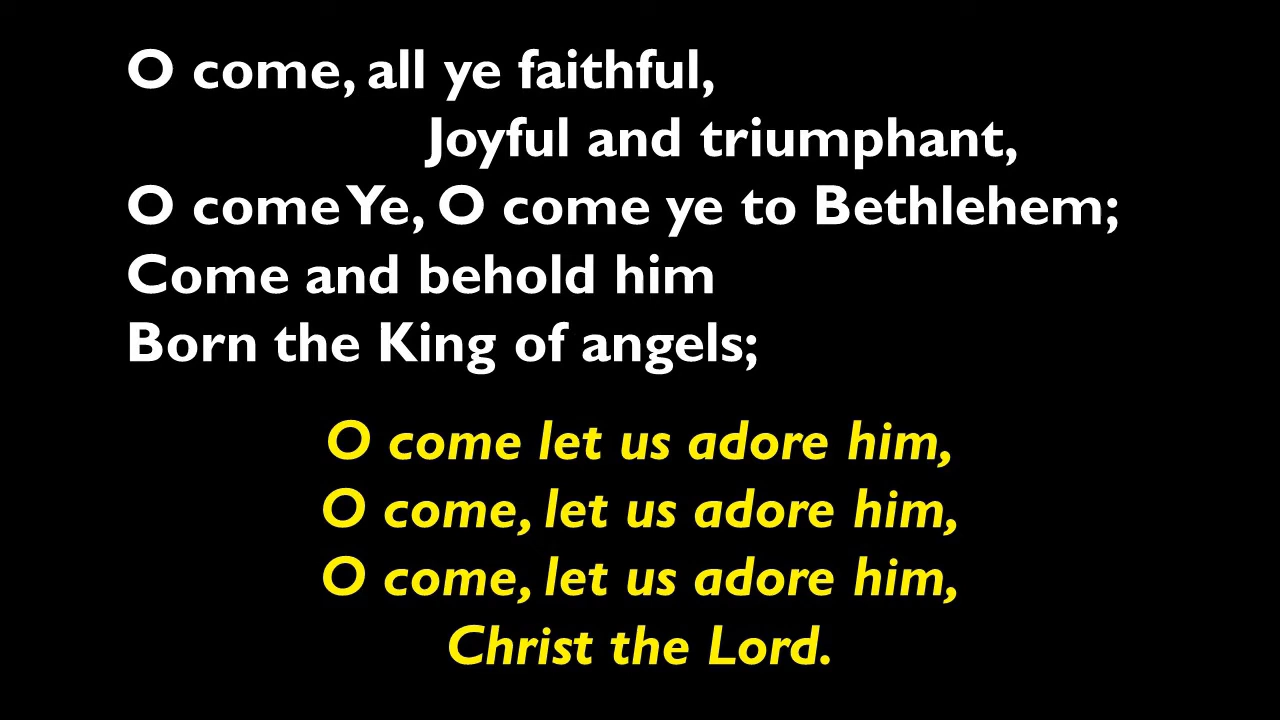 O come, all ye faithful,
Joyful and triumphant,
O come Ye, O come ye to Bethlehem;
Come and behold him
Born the King of angels;
O come let us adore him,
O come, let us adore him,
O come, let us adore him,
Christ the Lord.